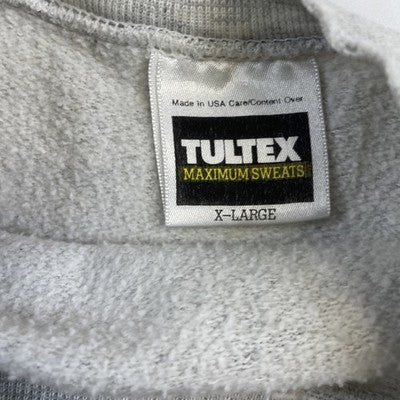 Made In USA Care/Content Over
TULTEX
MAXIMUM SWEATS
X-LARGE